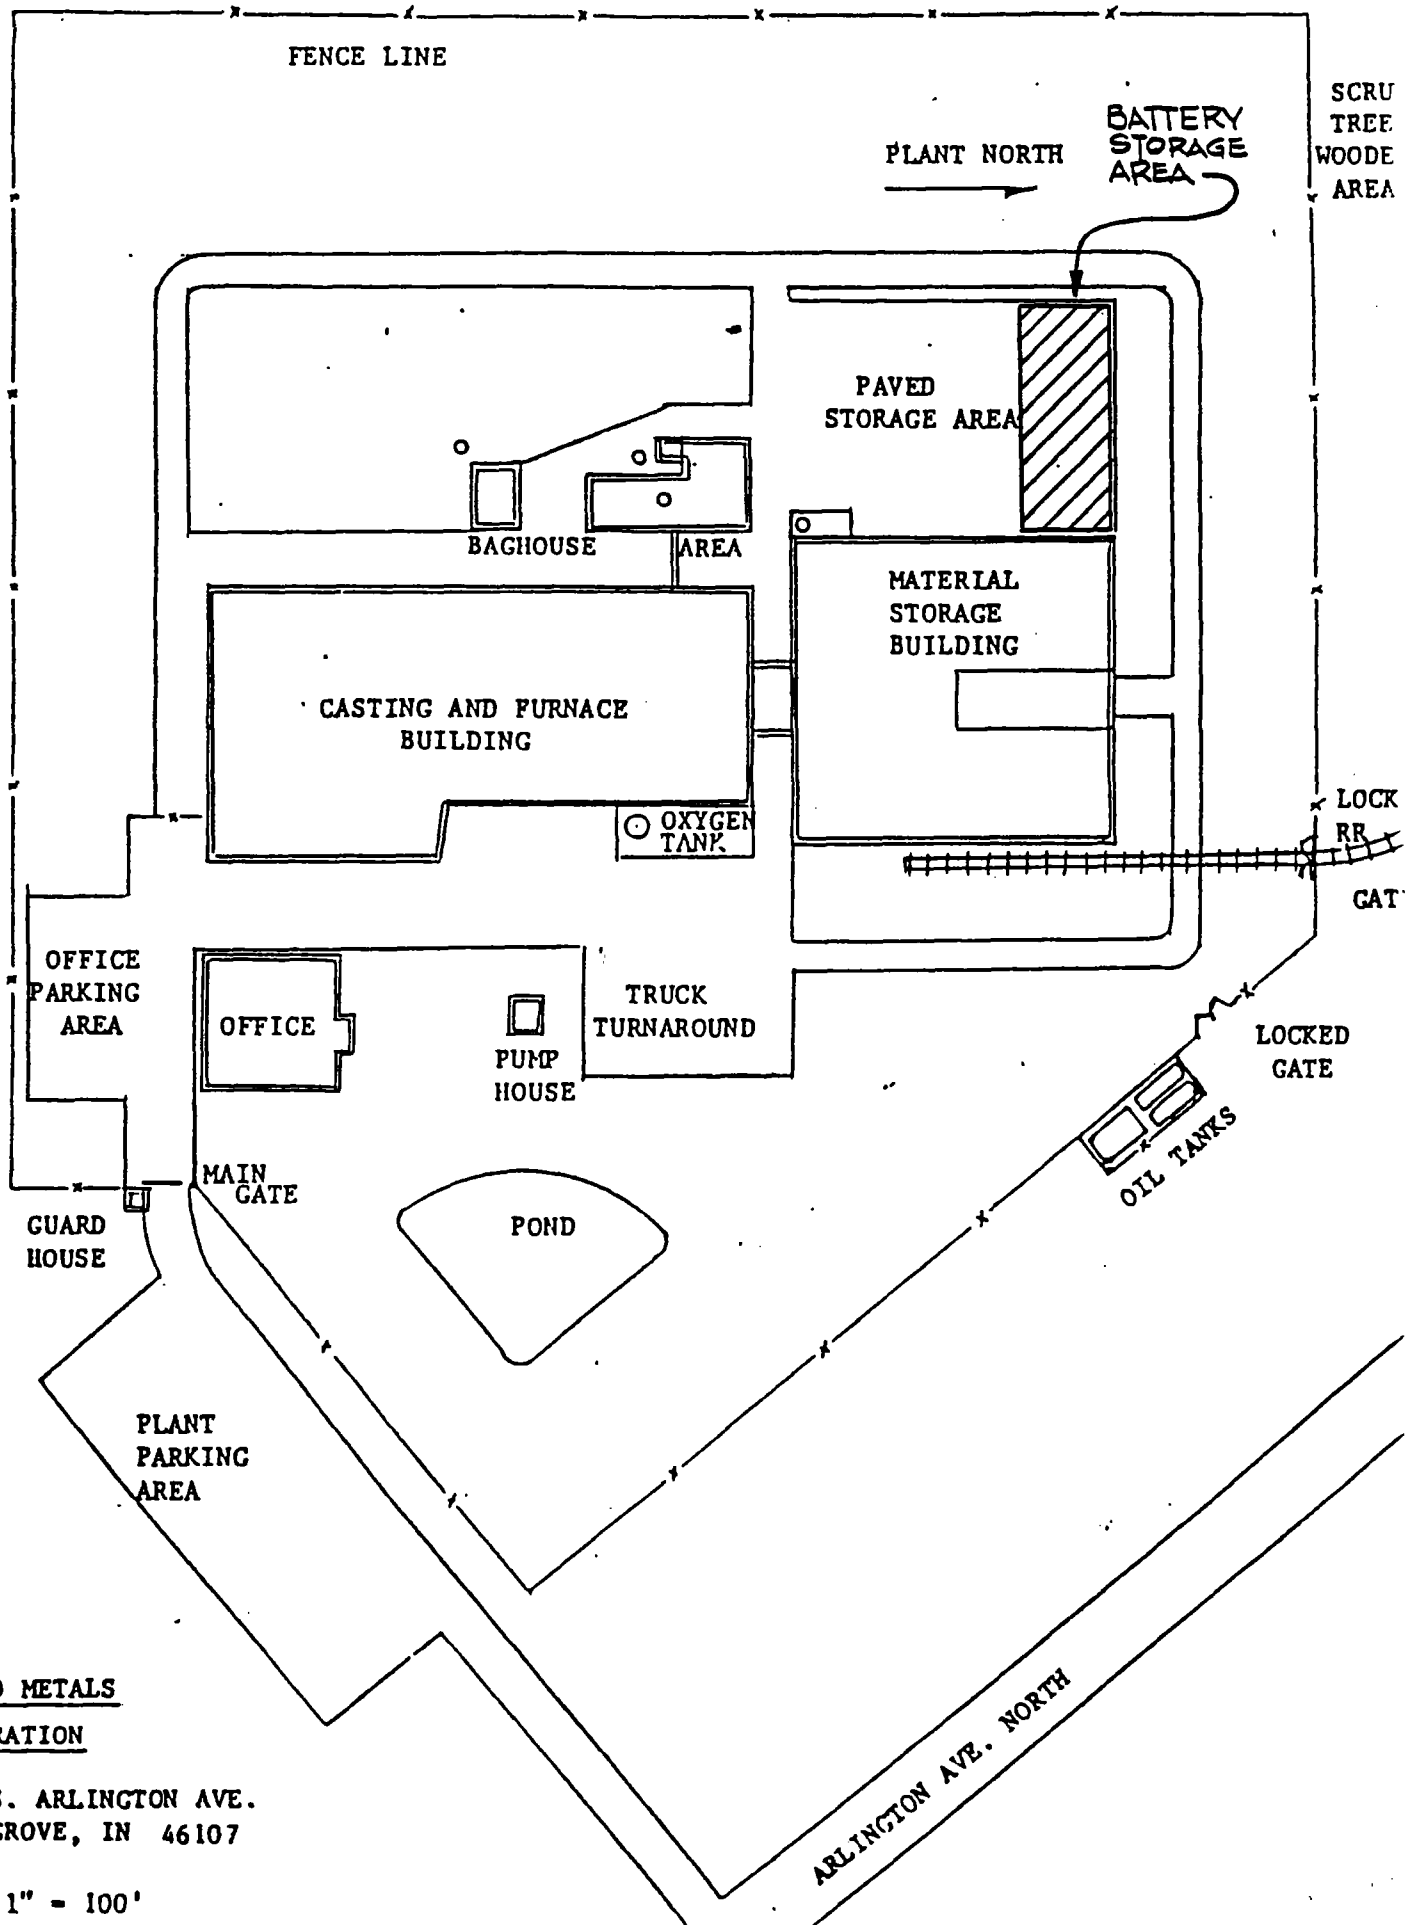 FENCE LINE
SCRU
TREE
WOODE
AREA
BATTERY
STORAGE
AREA
PLANT NORTH
PAVED
STORAGE AREA
BAGHOUSE AREA
MATERIAL
STORAGE
BUILDING
CASTING AND FURNACE
BUILDING
OXYGEN
TANK
LOCK
RR
GAT
OFFICE
PARKING
AREA
OFFICE
PUMP
HOUSE
TRUCK
TURNAROUND
LOCKED
GATE
OIL TANKS
MAIN
GATE
GUARD
HOUSE
POND
PLANT
PARKING
AREA
ARLINGTON AVE. NORTH
METALS
RATION
S. ARLINGTON AVE.
GROVE, IN 46107
1" = 100'